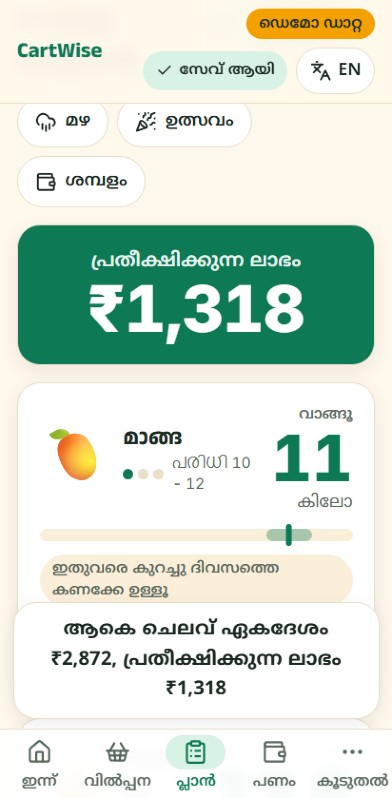 ഡെമോ ഡാറ്റ
CartWise
സേവ് ആയി
EN
മഴ
ഉത്സവം
ശമ്പളം
പ്രതീക്ഷിക്കുന്ന ലാഭം
₹1,318
വാങ്ങൂ
മാങ്ങ
പരിധി 10
- 12
11
കിലോ
ഇതുവരെ കുറച്ചു ദിവസത്തെ
കണക്കേ ഉള്ളൂ
ആകെ ചെലവ് ഏകദേശം
₹2,872, പ്രതീക്ഷിക്കുന്ന ലാഭം
₹1,318
ഇന്ന്
വിൽപ്പന
പ്ലാൻ
പണം
കൂടുതൽ